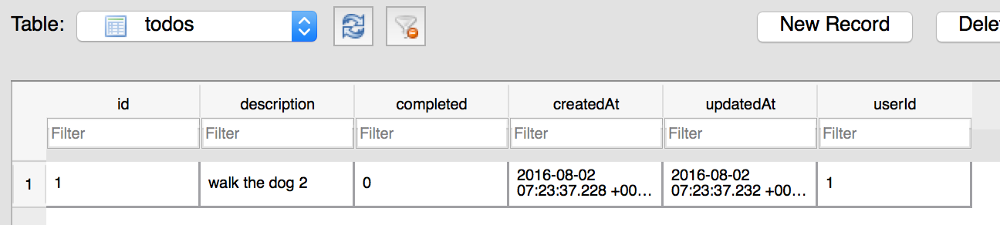 Table: todos New Record Dele
id description completed createdAt updatedAt userId
Filter Filter Filter Filter Filter Filter
1 1 walk the dog 2 0 2016-08-02 2016-08-02 1
07:23:37.228 +00... 07:23:37.232 +00...